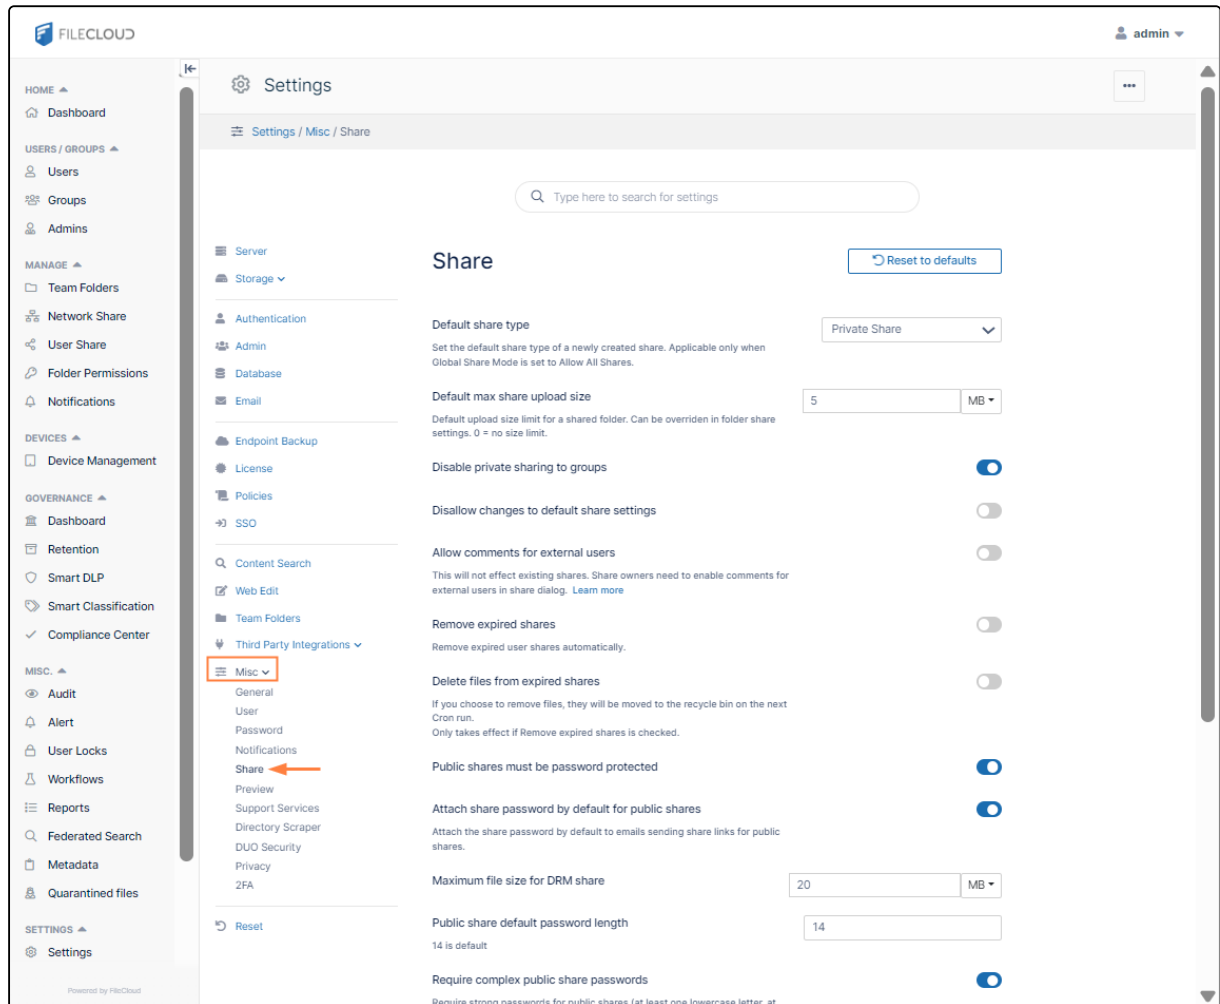 FILECLOUD
admin
HOME
Dashboard
USERS / GROUPS
Users
Groups
Admins
MANAGE
Team Folders
Network Share
User Share
Folder Permissions
Notifications
DEVICES
Device Management
GOVERNANCE
Dashboard
Retention
Smart DLP
Smart Classification
Compliance Center
MISC.
Audit
Alert
User Locks
Workflows
Reports
Federated Search
Metadata
Quarantined files
SETTINGS
Settings
Powered by FileCloud
Settings
Settings / Misc / Share
Type here to search for settings
Server
Storage
Authentication
Admin
Database
Email
Endpoint Backup
License
Policies
SSO
Content Search
Web Edit
Team Folders
Third Party Integrations
Misc
General
User
Password
Notifications
Share
Preview
Support Services
Directory Scraper
DUO Security
Privacy
2FA
Reset
Share
Reset to defaults
Default share type
Private Share
Set the default share type of a newly created share. Applicable only when
Global Share Mode is set to Allow All Shares.
Default max share upload size
5 MB
Default upload size limit for a shared folder. Can be overriden in folder share
settings. 0 = no size limit.
Disable private sharing to groups
Disallow changes to default share settings
Allow comments for external users
This will not effect existing shares. Share owners need to enable comments for
external users in share dialog. Learn more
Remove expired shares
Remove expired user shares automatically.
Delete files from expired shares
If you choose to remove files, they will be moved to the recycle bin on the next
Cron run.
Only takes effect if Remove expired shares is checked.
Public shares must be password protected
Attach share password by default for public shares
Attach the share password by default to emails sending share links for public
shares.
Maximum file size for DRM share
20 MB
Public share default password length
14
14 is default
Require complex public share passwords
Require strong passwords for public shares (at least one lowercase letter, at